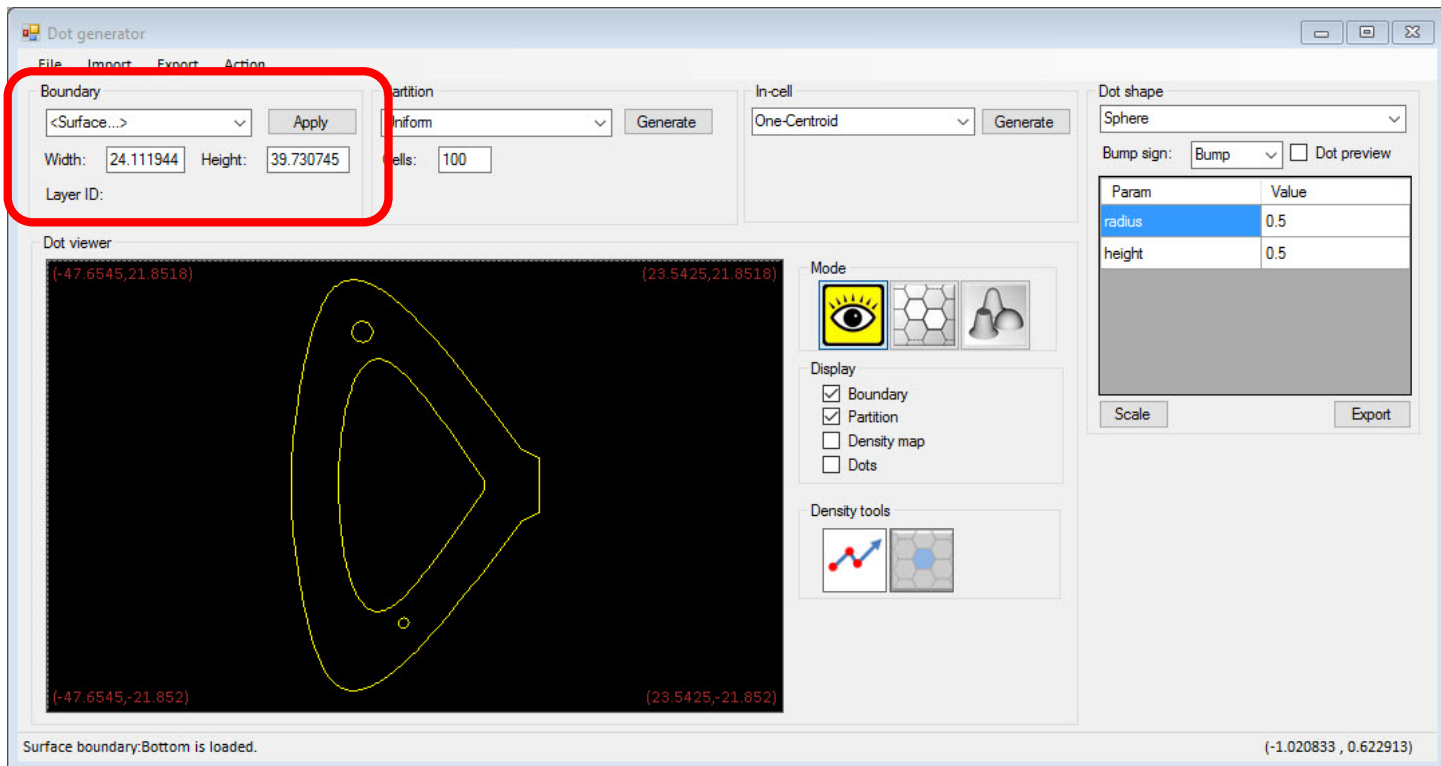 Dot generator
File Import Export Action
Boundary
<Surface...> Apply
Width: 24.111944 Height: 39.730745
Layer ID:
Partition
Uniform Generate
Cells: 100
In-cell
One-Centroid Generate
Dot shape
Sphere
Bump sign: Bump Dot preview
Param Value
radius 0.5
height 0.5
Scale Export
Dot viewer
(-47.6545,21.8518) (23.5425,21.8518)
(-47.6545,-21.852) (23.5425,-21.852)
Mode
Display
Boundary
Partition
Density map
Dots
Density tools
Surface boundary:Bottom is loaded. (-1.020833 , 0.622913)